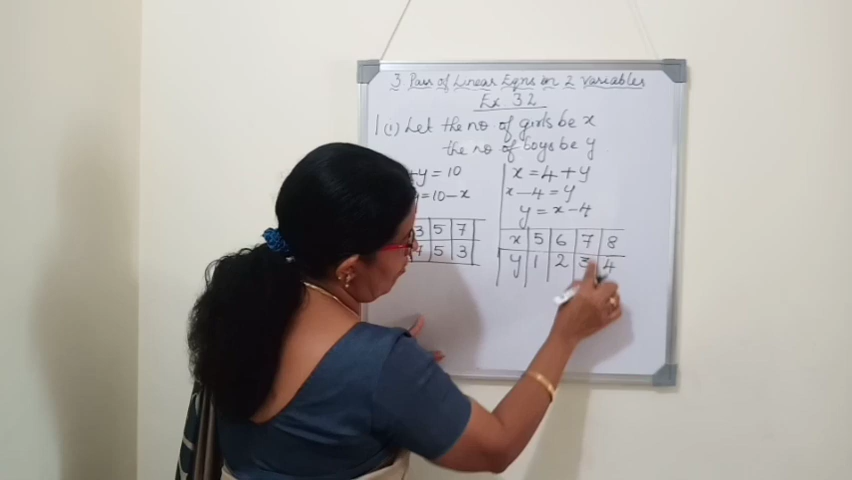 3 Pair of Linear Eqns in 2 variables
Ex. 3.2
1 (i) Let the no of girls be x
the no of boys be y
+y = 10
y = 10 - x
3 5 7
5 3
x = 4 + y
x - 4 = y
y = x - 4
x 5 6 7 8
y 1 2 3 4